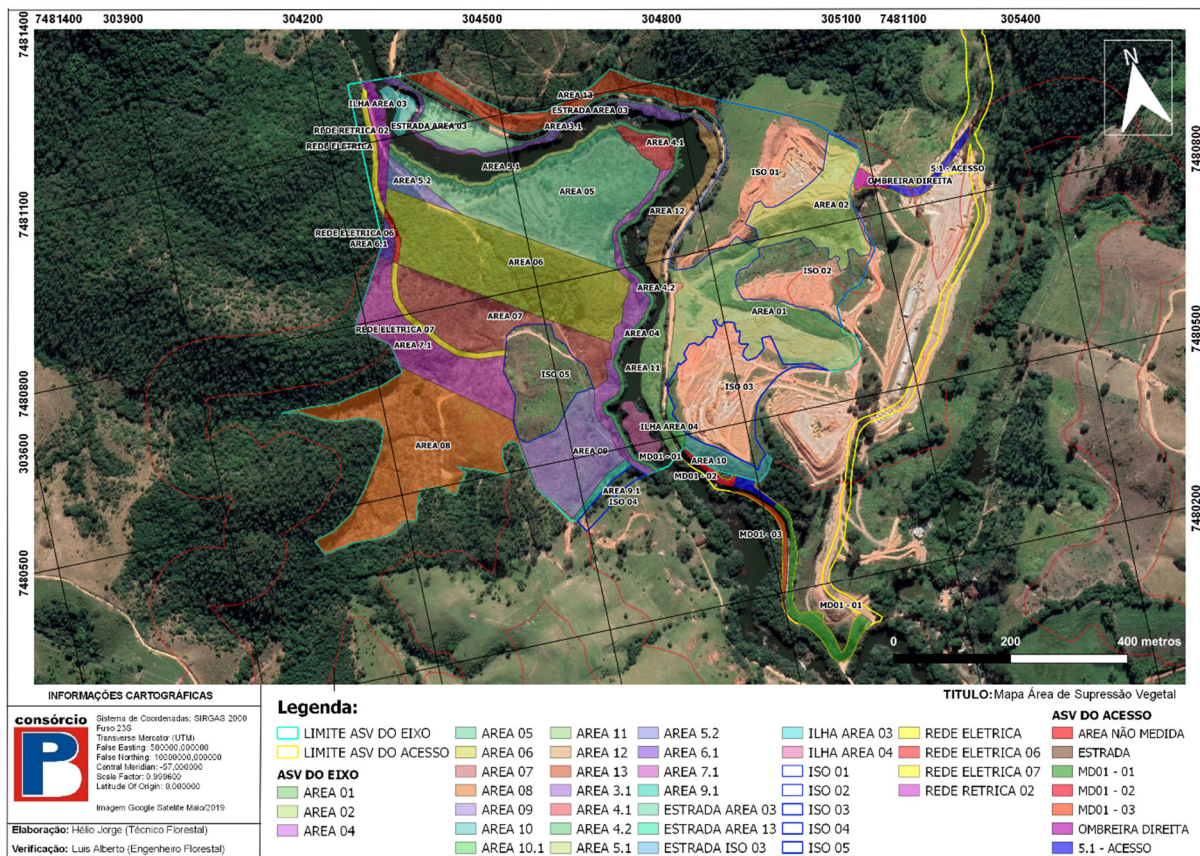 7481400 303900 304200 304500 304800 305100 7481100 305400
7481400
7481100
7480800
303600
7480500
7480800
7480500
7480200
N
ILHA AREA 03
AREA 13
ESTRADA AREA 03
ESTRADA AREA 03
AREA 3.1
REDE RETRICA 02
REDE ELETRICA
AREA 4.1
AREA 5.1
AREA 5.2
AREA 05
ISO 01
5.1 - ACESSO
OMBREIRA DIREITA
AREA 02
AREA 12
REDE ELETRICA 06
AREA 6.1
AREA 06
ISO 02
AREA 4.2
AREA 01
AREA 07
REDE ELETRICA 07
AREA 7.1
AREA 04
AREA 11
ISO 05
ISO 03
ILHA AREA 04
AREA 08
AREA 09
MD01 - 01
AREA 10
MD01 - 02
AREA 9.1
ISO 04
MD01 - 03
MD01 - 01
0 200 400 metros
INFORMAÇÕES CARTOGRÁFICAS
consórcio
Sistema de Coordenadas: SIRGAS 2000
Fuso 23S
Transverse Mercator (UTM)
False Easting: 500000,000000
False Northing: 10000000,000000
Central Meridian: -57,000000
Scale Factor: 0.999600
Latitude Of Origin: 0.000000
Imagem Google Satélite Maio/2019
Elaboração: Hélio Jorge (Técnico Florestal)
Verificação: Luis Alberto (Engenheiro Florestal)
TITULO:Mapa Área de Supressão Vegetal
Legenda:
LIMITE ASV DO EIXO
LIMITE ASV DO ACESSO
ASV DO EIXO
AREA 01
AREA 02
AREA 04
AREA 05
AREA 06
AREA 07
AREA 08
AREA 09
AREA 10
AREA 10.1
AREA 11
AREA 12
AREA 13
AREA 3.1
AREA 4.1
AREA 4.2
AREA 5.1
AREA 5.2
AREA 6.1
AREA 7.1
AREA 9.1
ESTRADA AREA 03
ESTRADA AREA 13
ESTRADA ISO 03
ILHA AREA 03
ILHA AREA 04
ISO 01
ISO 02
ISO 03
ISO 04
ISO 05
REDE ELETRICA
REDE ELETRICA 06
REDE ELETRICA 07
REDE RETRICA 02
ASV DO ACESSO
AREA NÃO MEDIDA
ESTRADA
MD01 - 01
MD01 - 02
MD01 - 03
OMBREIRA DIREITA
5.1 - ACESSO